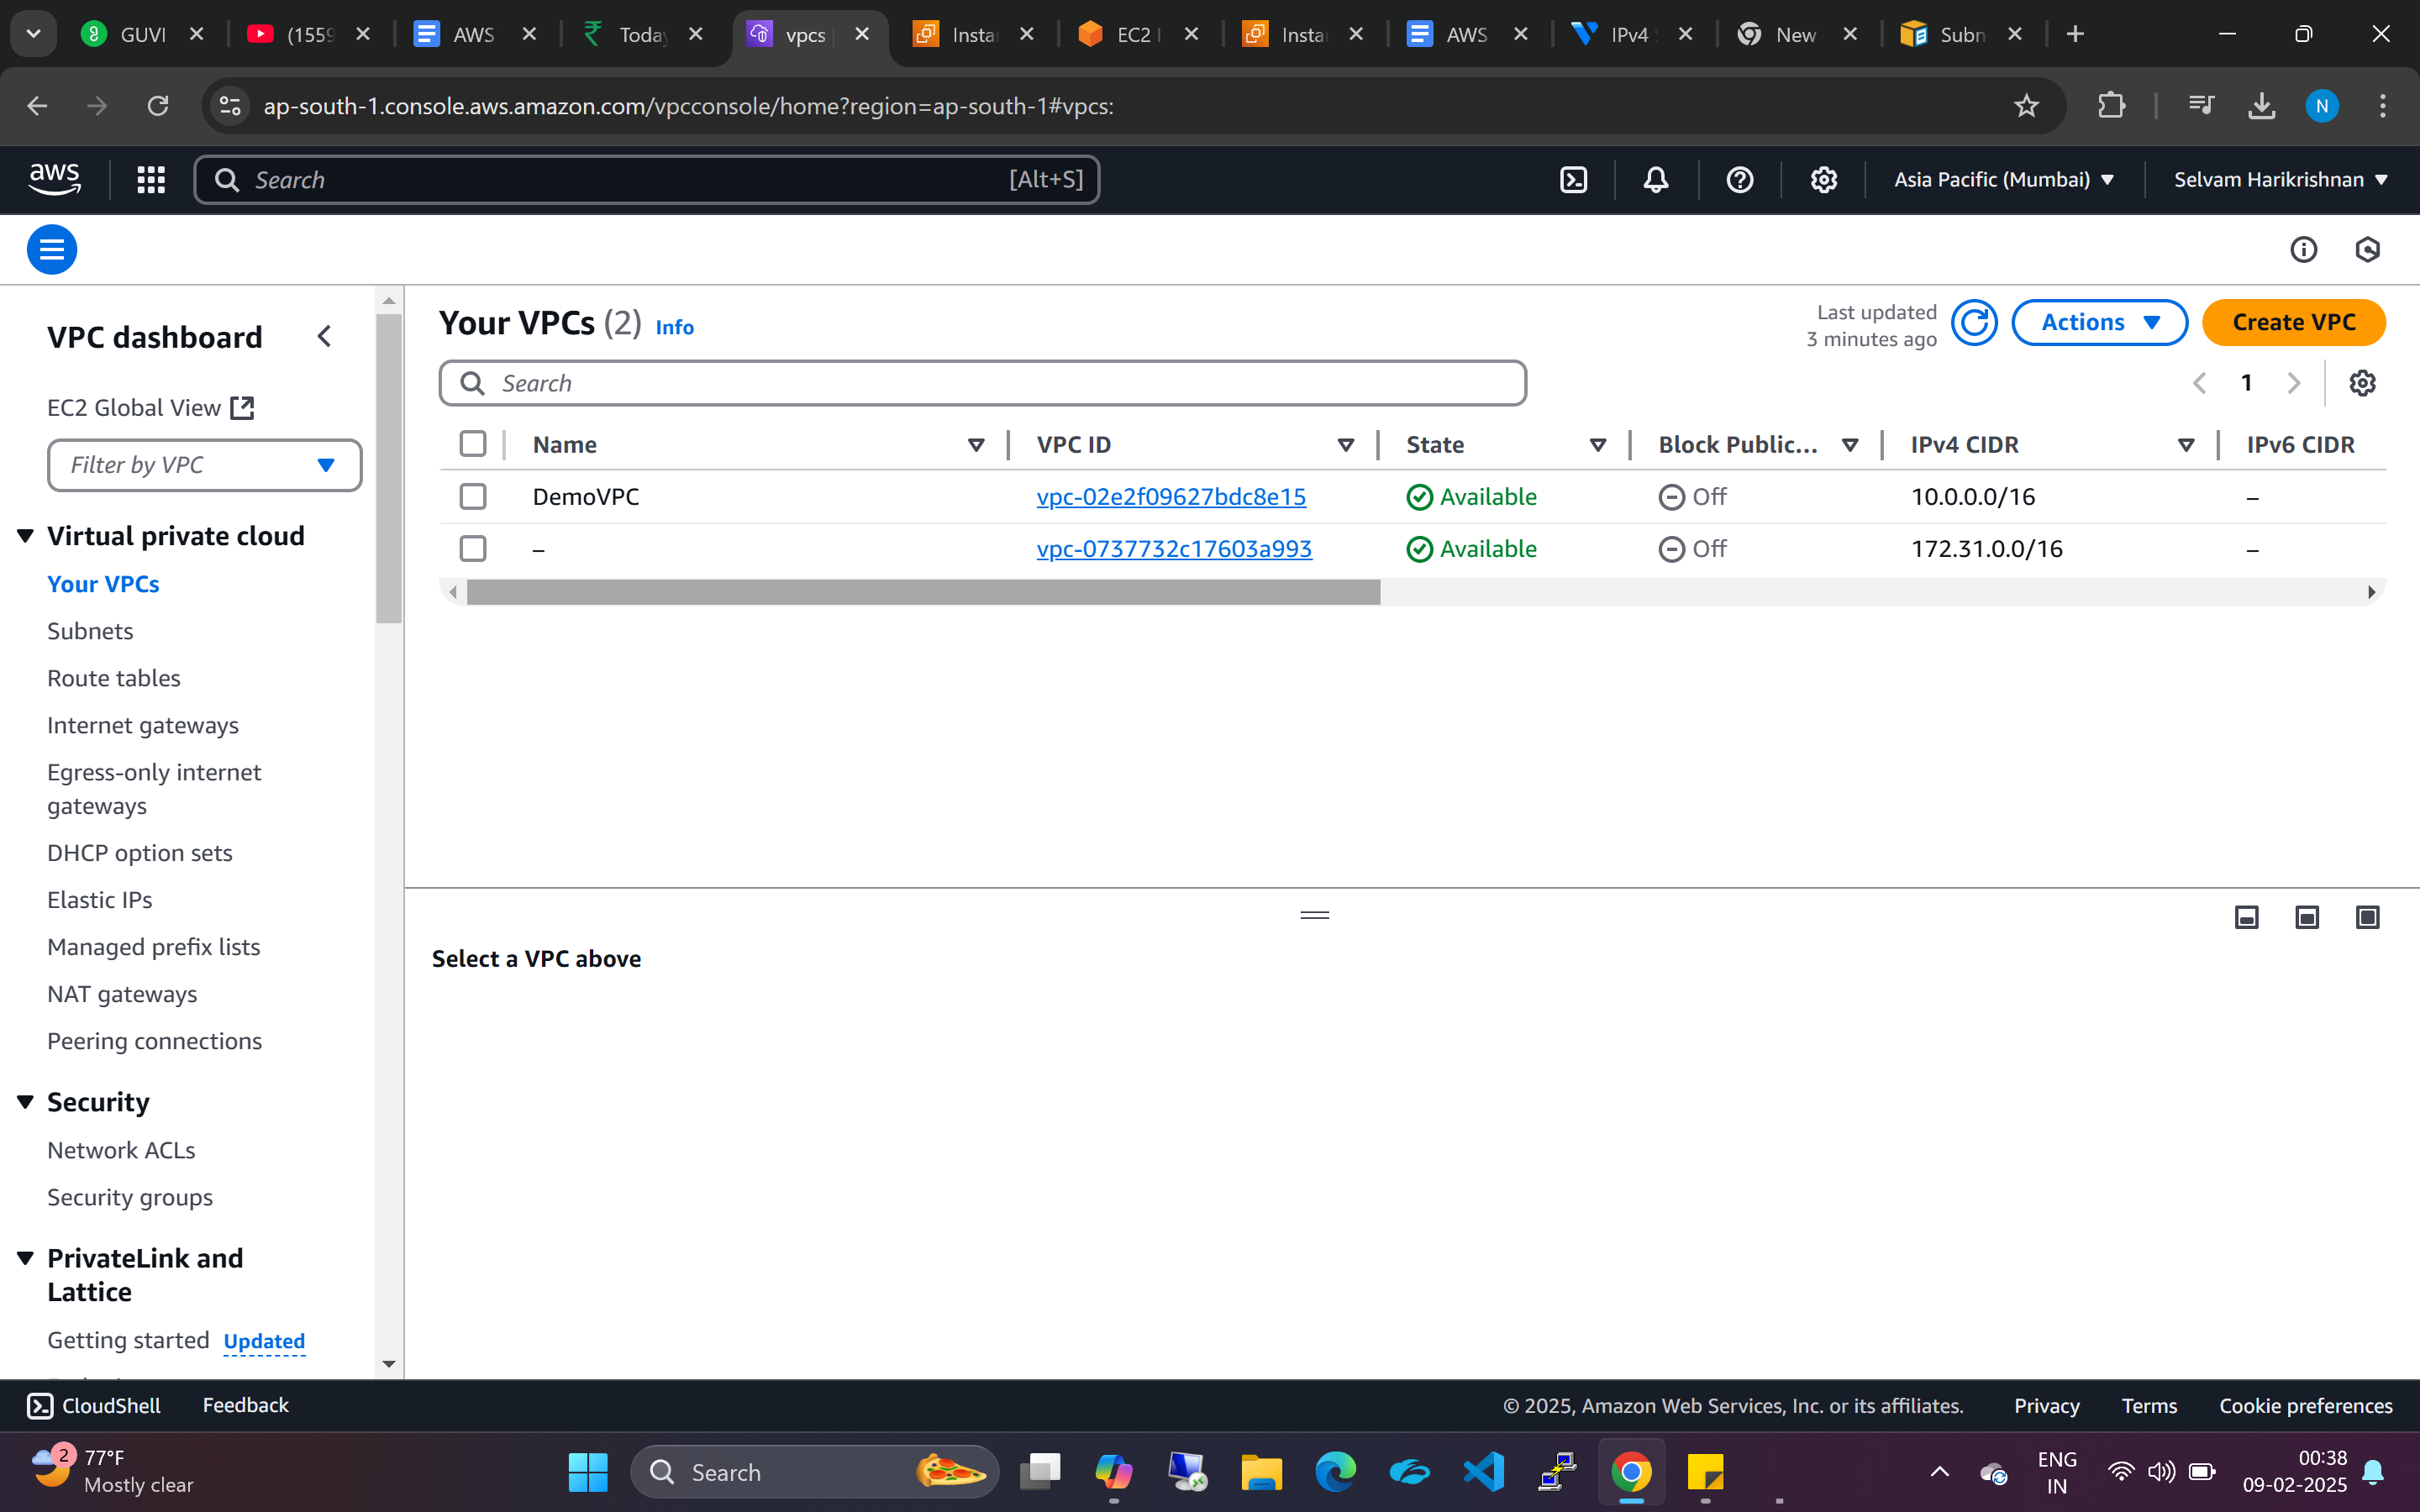 GUVI
(1559
AWS
Today
vpcs |
Insta
EC2 I
Insta
AWS
IPv4 S
New
Subn
ap-south-1.console.aws.amazon.com/vpcconsole/home?region=ap-south-1#vpcs:
N
aws
Search
[Alt+S]
Asia Pacific (Mumbai)
Selvam Harikrishnan
VPC dashboard
EC2 Global View
Filter by VPC
Virtual private cloud
Your VPCs
Subnets
Route tables
Internet gateways
Egress-only internet
gateways
DHCP option sets
Elastic IPs
Managed prefix lists
NAT gateways
Peering connections
Security
Network ACLs
Security groups
PrivateLink and
Lattice
Getting started Updated
Your VPCs (2) Info
Last updated
3 minutes ago
Actions
Create VPC
Search
1
Name VPC ID State Block Public... IPv4 CIDR IPv6 CIDR
DemoVPC vpc-02e2f09627bdc8e15 Available Off 10.0.0.0/16 –
– vpc-0737732c17603a993 Available Off 172.31.0.0/16 –
Select a VPC above
CloudShell Feedback © 2025, Amazon Web Services, Inc. or its affiliates. Privacy Terms Cookie preferences
2
77°F
Mostly clear
Search
ENG
IN
00:38
09-02-2025